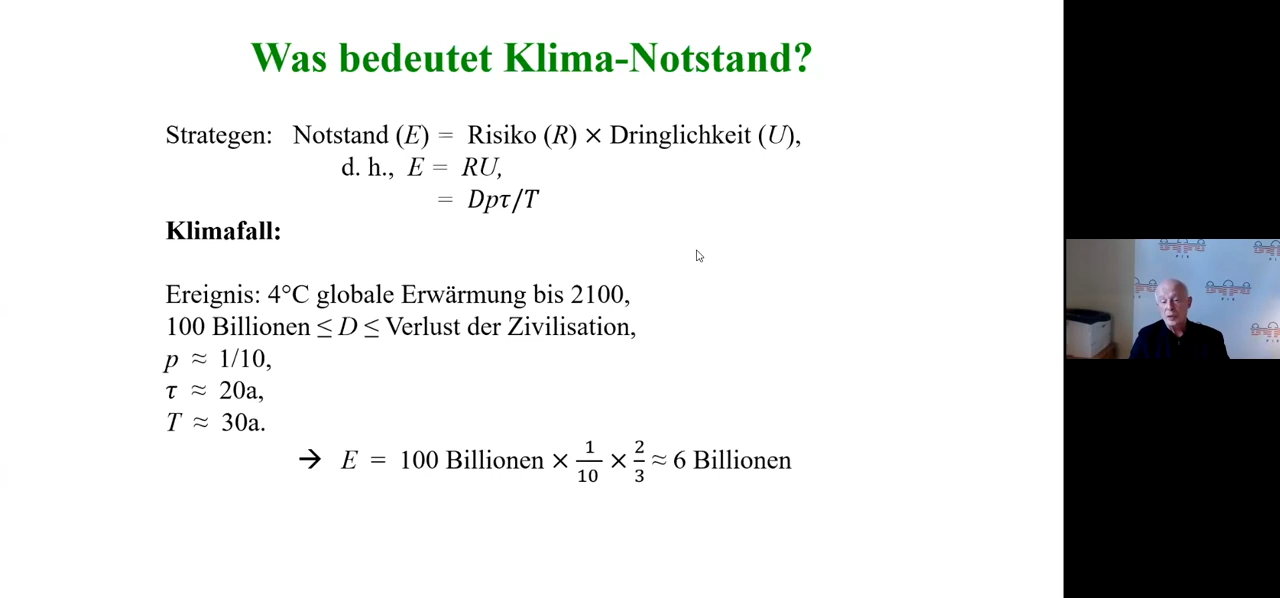 Was bedeutet Klima-Notstand?
Strategen: Notstand (E) = Risiko (R) × Dringlichkeit (U),
d. h., E = RU,
= Dpτ/T
Klimafall:
Ereignis: 4°C globale Erwärmung bis 2100,
100 Billionen ≤ D ≤ Verlust der Zivilisation,
p ≈ 1/10,
τ ≈ 20a,
T ≈ 30a.
→ E = 100 Billionen × 1/10 × 2/3 ≈ 6 Billionen